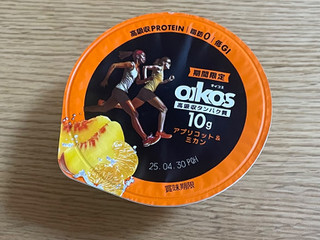 高吸収PROTEIN 脂肪0 低GI
期間限定
オイコス
OIKOS
高吸収タンパク質
10g
アプリコット&
ミカン
25.04.30 PQI
賞味期限